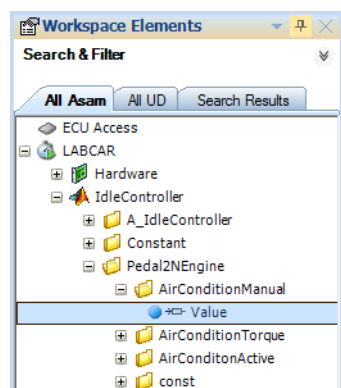 Workspace Elements
Search & Filter
All Asam All UD Search Results
ECU Access
LABCAR
Hardware
IdleController
A_IdleController
Constant
Pedal2NEngine
AirConditionManual
Value
AirConditionTorque
AirConditonActive
const